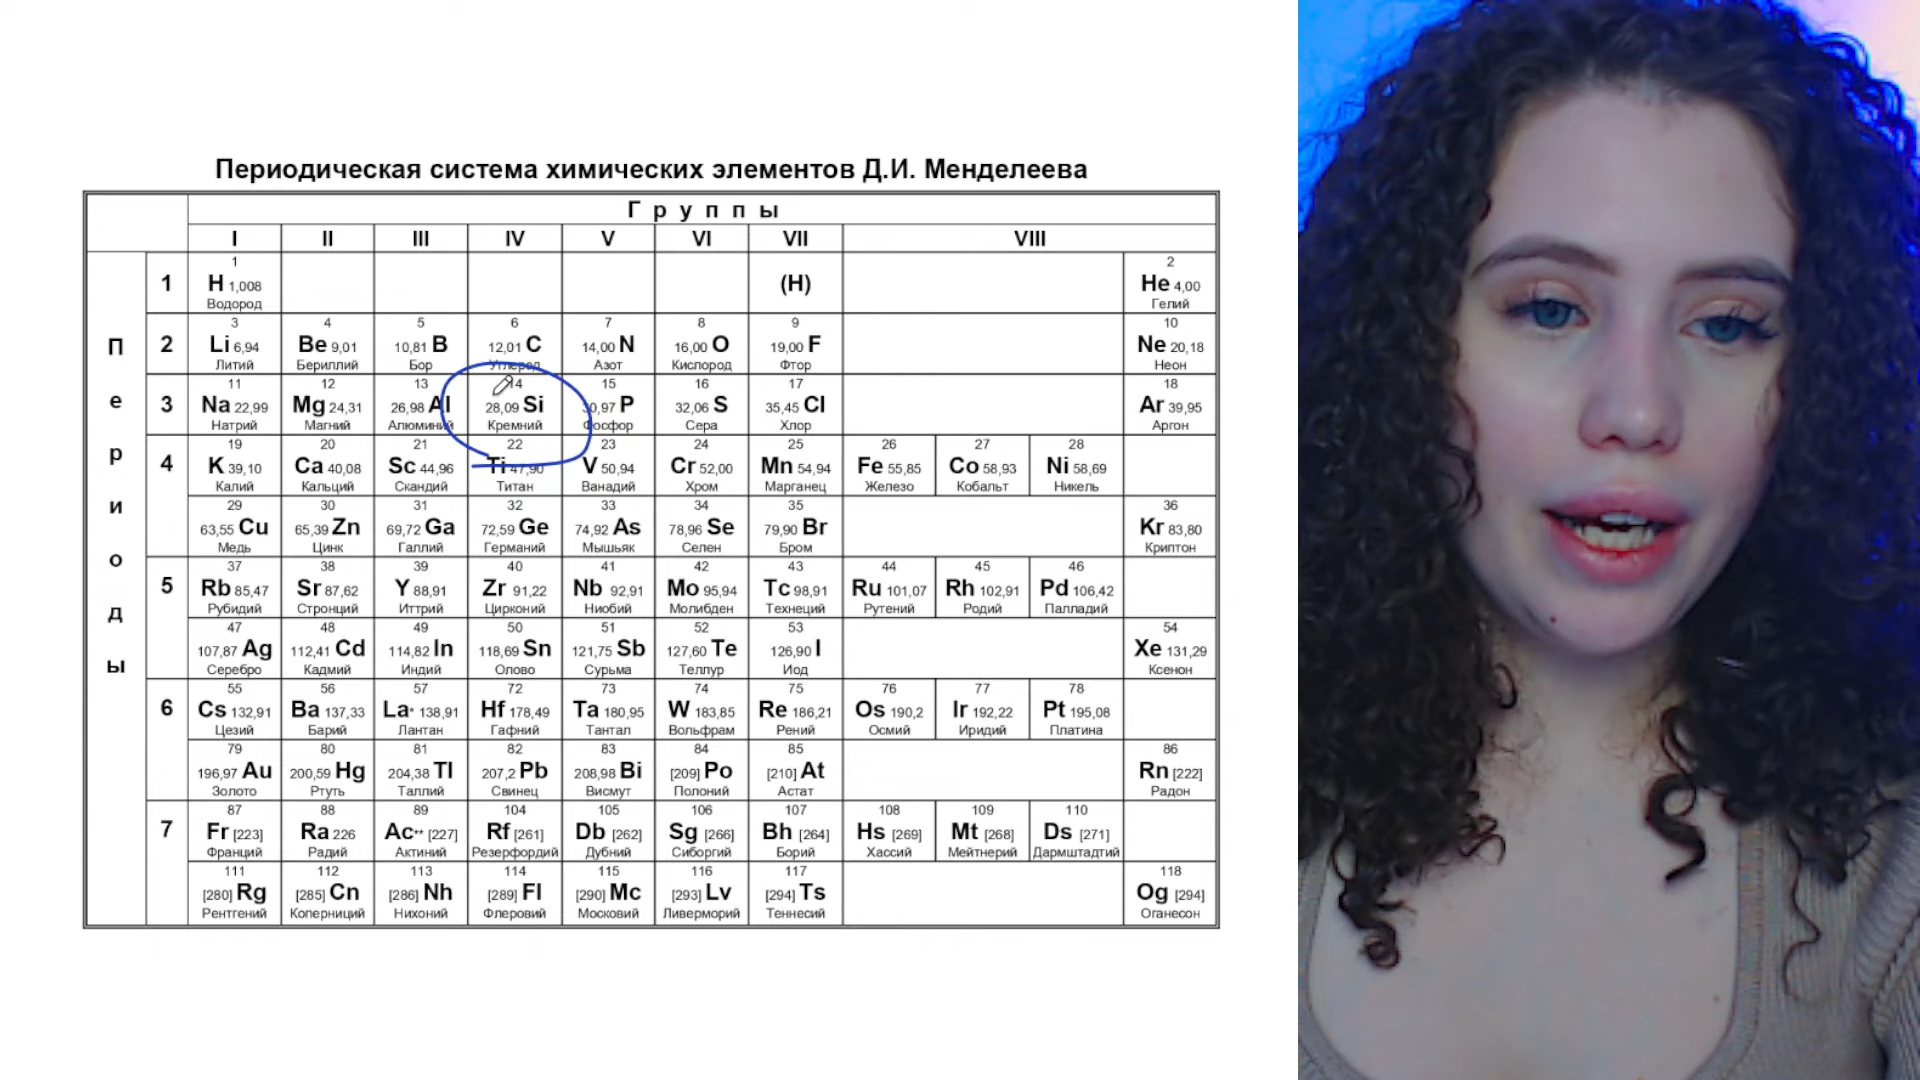 Периодическая система химических элементов Д.И. Менделеева
Г р у п п ы
I II III IV V VI VII VIII
П е р и о д ы
1
1 2
H 1,008 (H) He 4,00
Водород Гелий
2
3 4 5 6 7 8 9 10
Li 6,94 Be 9,01 10,81 B 12,01 C 14,00 N 16,00 O 19,00 F Ne 20,18
Литий Бериллий Бор Углерод Азот Кислород Фтор Неон
3
11 12 13 14 15 16 17 18
Na 22,99 Mg 24,31 26,98 Al 28,09 Si 30,97 P 32,06 S 35,45 Cl Ar 39,95
Натрий Магний Алюминий Кремний Фосфор Сера Хлор Аргон
4
19 20 21 22 23 24 25 26 27 28
K 39,10 Ca 40,08 Sc 44,96 Ti 47,90 V 50,94 Cr 52,00 Mn 54,94 Fe 55,85 Co 58,93 Ni 58,69
Калий Кальций Скандий Титан Ванадий Хром Марганец Железо Кобальт Никель
29 30 31 32 33 34 35 36
63,55 Cu 65,39 Zn 69,72 Ga 72,59 Ge 74,92 As 78,96 Se 79,90 Br Kr 83,80
Медь Цинк Галлий Германий Мышьяк Селен Бром Криптон
5
37 38 39 40 41 42 43 44 45 46
Rb 85,47 Sr 87,62 Y 88,91 Zr 91,22 Nb 92,91 Mo 95,94 Tc 98,91 Ru 101,07 Rh 102,91 Pd 106,42
Рубидий Стронций Иттрий Цирконий Ниобий Молибден Технеций Рутений Родий Палладий
47 48 49 50 51 52 53 54
107,87 Ag 112,41 Cd 114,82 In 118,69 Sn 121,75 Sb 127,60 Te 126,90 I Xe 131,29
Серебро Кадмий Индий Олово Сурьма Теллур Иод Ксенон
6
55 56 57 72 73 74 75 76 77 78
Cs 132,91 Ba 137,33 La* 138,91 Hf 178,49 Ta 180,95 W 183,85 Re 186,21 Os 190,2 Ir 192,22 Pt 195,08
Цезий Барий Лантан Гафний Тантал Вольфрам Рений Осмий Иридий Платина
79 80 81 82 83 84 85 86
196,97 Au 200,59 Hg 204,38 Tl 207,2 Pb 208,98 Bi [209] Po [210] At Rn [222]
Золото Ртуть Таллий Свинец Висмут Полоний Астат Радон
7
87 88 89 104 105 106 107 108 109 110
Fr [223] Ra 226 Ac** [227] Rf [261] Db [262] Sg [266] Bh [264] Hs [269] Mt [268] Ds [271]
Франций Радий Актиний Резерфордий Дубний Сиборгий Борий Хассий Мейтнерий Дармштадтий
111 112 113 114 115 116 117 118
[280] Rg [285] Cn [286] Nh [289] Fl [290] Mc [293] Lv [294] Ts Og [294]
Рентгений Коперниций Нихоний Флеровий Московий Ливерморий Теннесий Оганесон